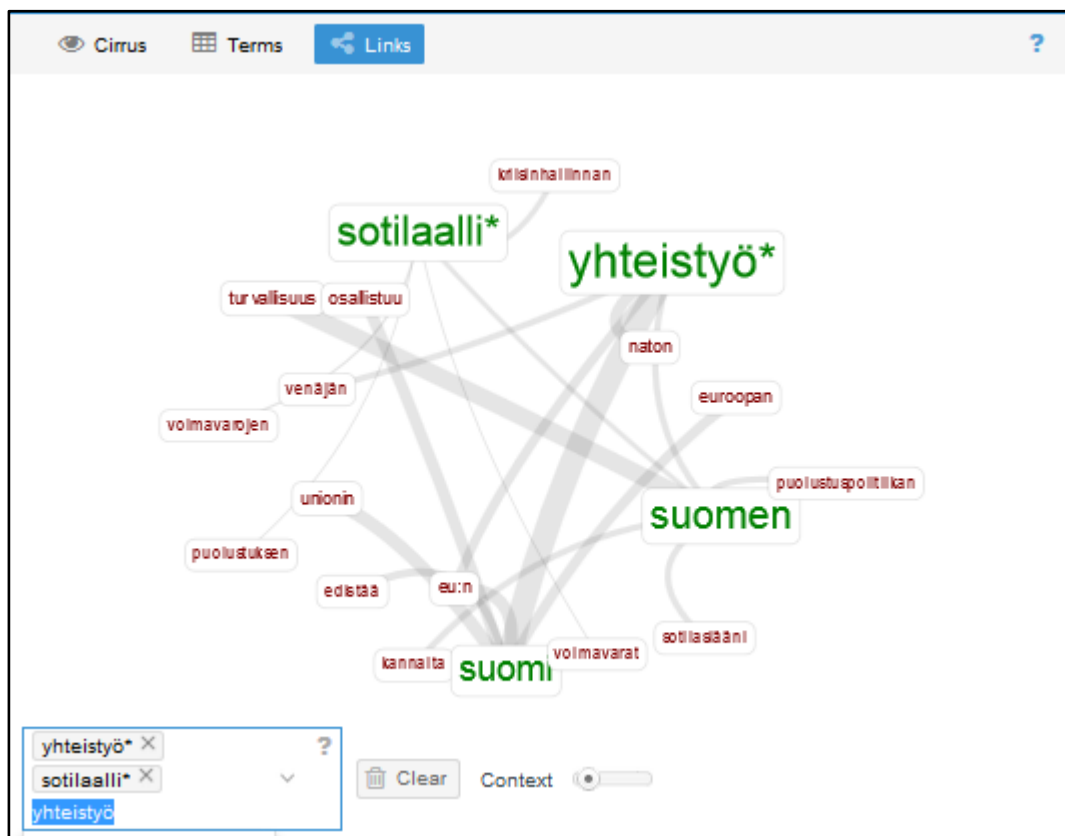 Cirrus Terms Links ?
kriisinhallinnan
sotilaalli*
yhteistyö*
turvallisuus osallistuu
naton
venäjän
euroopan
voimavarojen
puolustuspolitiikan
unionin
suomen
puolustuksen
edistää
eu:n
sotilaslääni
kannalta
suomi
voimavarat
yhteistyö* ?
sotilaalli*
yhteistyö
Clear Context